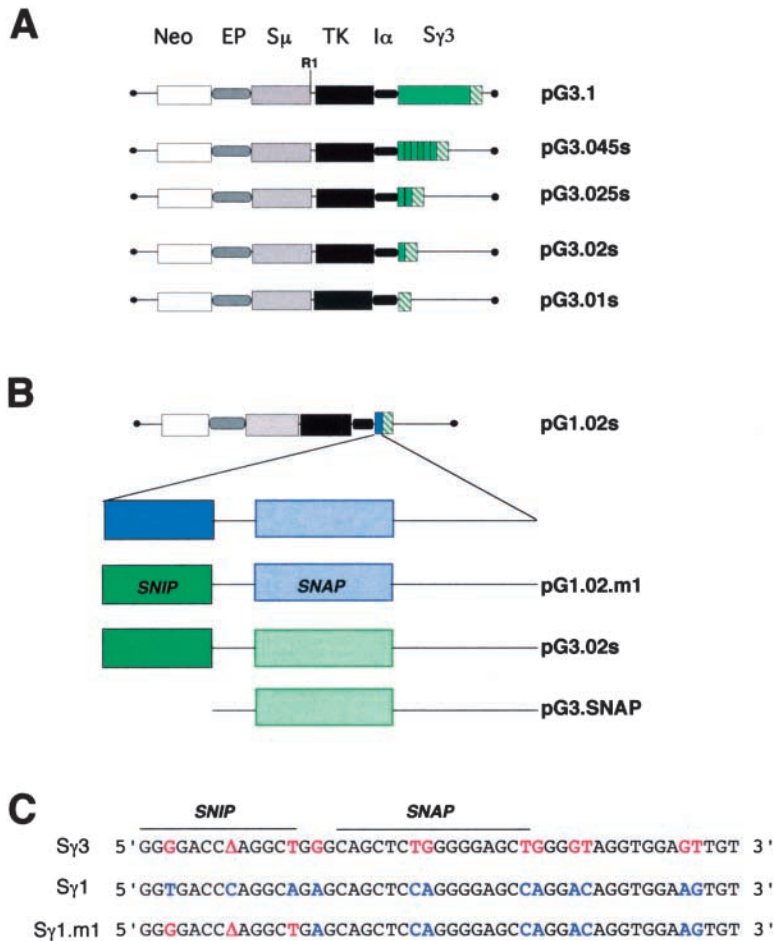 A
Neo EP Sμ TK Iα Sγ3
R1
pG3.1
pG3.045s
pG3.025s
pG3.02s
pG3.01s
B
pG1.02s
SNIP SNAP pG1.02.m1
pG3.02s
pG3.SNAP
C
SNIP SNAP
Sγ3 5'GGGGACCΔAGGCTGGGCAGCTCTGGGGGAGCTGGGGTAGGTGGAGTTGT 3'
Sγ1 5'GGTGACCCAGGCAGAGCAGCTCCAGGGGAGCCAGGACAGGTGGAAGTGT 3'
Sγ1.m1 5'GGGGACCΔAGGCTGAGCAGCTCCAGGGGAGCCAGGACAGGTGGAAGTGT 3'